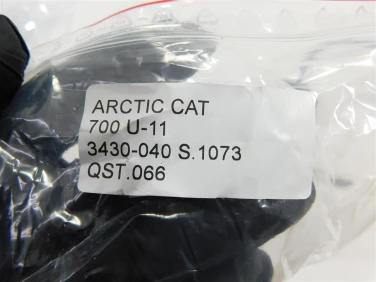 ARCTIC CAT
700 U-11
3430-040 S.1073
QST.066